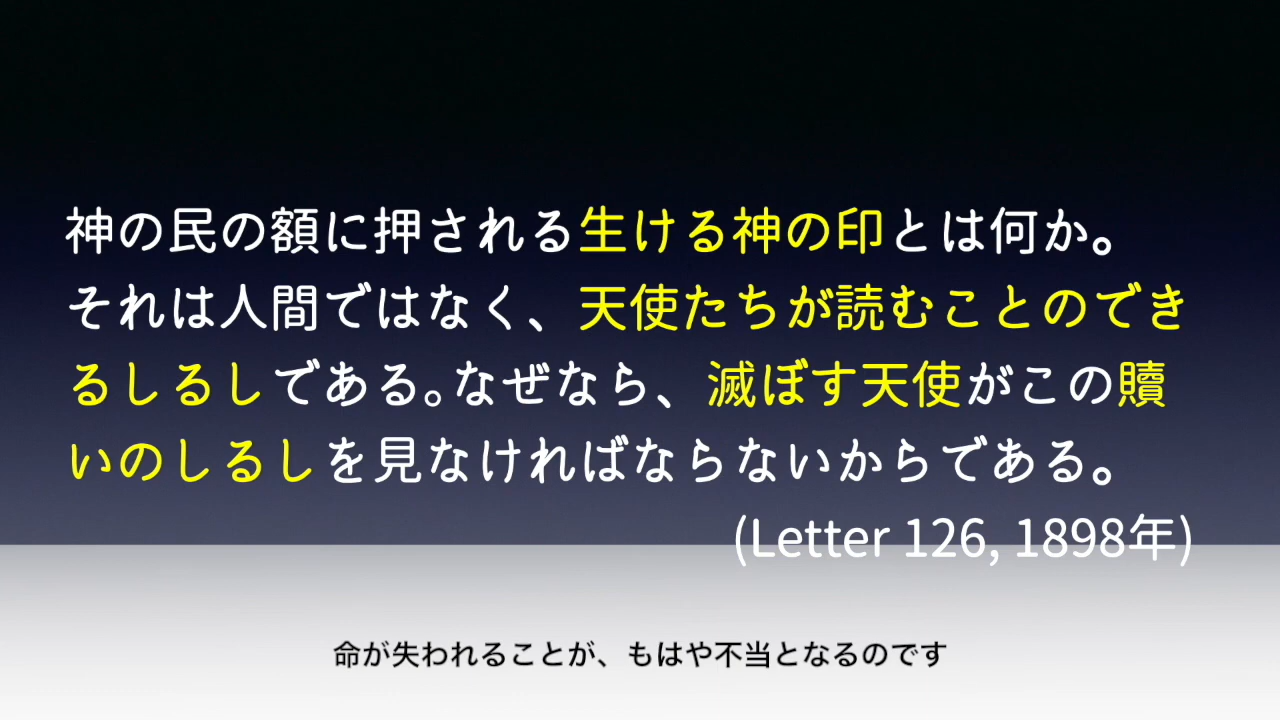 神の民の額に押される生ける神の印とは何か。
それは人間ではなく、天使たちが読むことのでき
るしるしである。なぜなら、滅ぼす天使がこの贖
いのしるしを見なければならないからである。
(Letter 126, 1898年)
命が失われることが、もはや不当となるのです